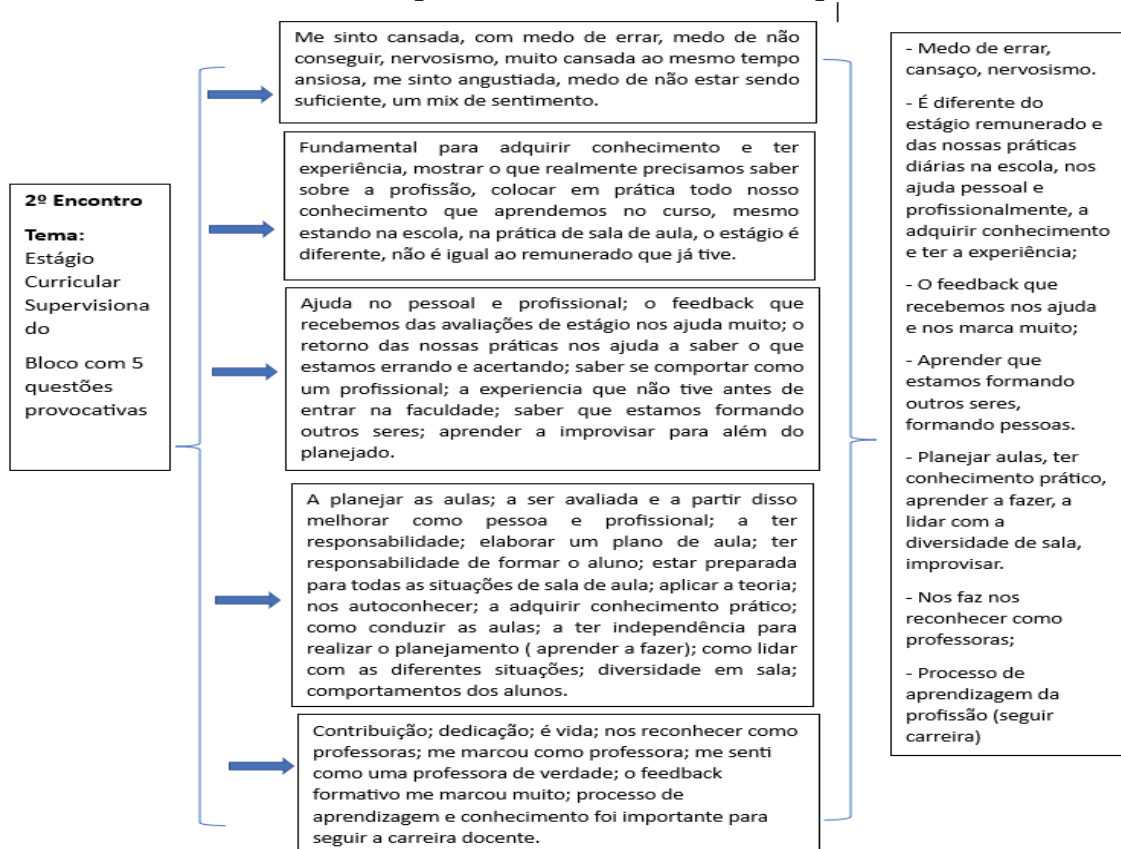 2º Encontro
Tema:
Estágio
Curricular
Supervisiona
do
Bloco com 5
questões
provocativas
Me sinto cansada, com medo de errar, medo de não
conseguir, nervosismo, muito cansada ao mesmo tempo
ansiosa, me sinto angustiada, medo de não estar sendo
suficiente, um mix de sentimento.
Fundamental para adquirir conhecimento e ter
experiência, mostrar o que realmente precisamos saber
sobre a profissão, colocar em prática todo nosso
conhecimento que aprendemos no curso, mesmo
estando na escola, na prática de sala de aula, o estágio é
diferente, não é igual ao remunerado que já tive.
Ajuda no pessoal e profissional; o feedback que
recebemos das avaliações de estágio nos ajuda muito; o
retorno das nossas práticas nos ajuda a saber o que
estamos errando e acertando; saber se comportar como
um profissional; a experiencia que não tive antes de
entrar na faculdade; saber que estamos formando
outros seres; aprender a improvisar para além do
planejado.
A planejar as aulas; a ser avaliada e a partir disso
melhorar como pessoa e profissional; a ter
responsabilidade; elaborar um plano de aula; ter
responsabilidade de formar o aluno; estar preparada
para todas as situações de sala de aula; aplicar a teoria;
nos autoconhecer; a adquirir conhecimento prático;
como conduzir as aulas; a ter independência para
realizar o planejamento ( aprender a fazer); como lidar
com as diferentes situações; diversidade em sala;
comportamentos dos alunos.
Contribuição; dedicação; é vida; nos reconhecer como
professoras; me marcou como professora; me senti
como uma professora de verdade; o feedback
formativo me marcou muito; processo de
aprendizagem e conhecimento foi importante para
seguir a carreira docente.
- Medo de errar,
cansaço, nervosismo.
- É diferente do
estágio remunerado e
das nossas práticas
diárias na escola, nos
ajuda pessoal e
profissionalmente, a
adquirir conhecimento
e ter a experiência;
- O feedback que
recebemos nos ajuda
e nos marca muito;
- Aprender que
estamos formando
outros seres,
formando pessoas.
- Planejar aulas, ter
conhecimento prático,
aprender a fazer, a
lidar com a
diversidade de sala,
improvisar.
- Nos faz nos
reconhecer como
professoras;
- Processo de
aprendizagem da
profissão (seguir
carreira)